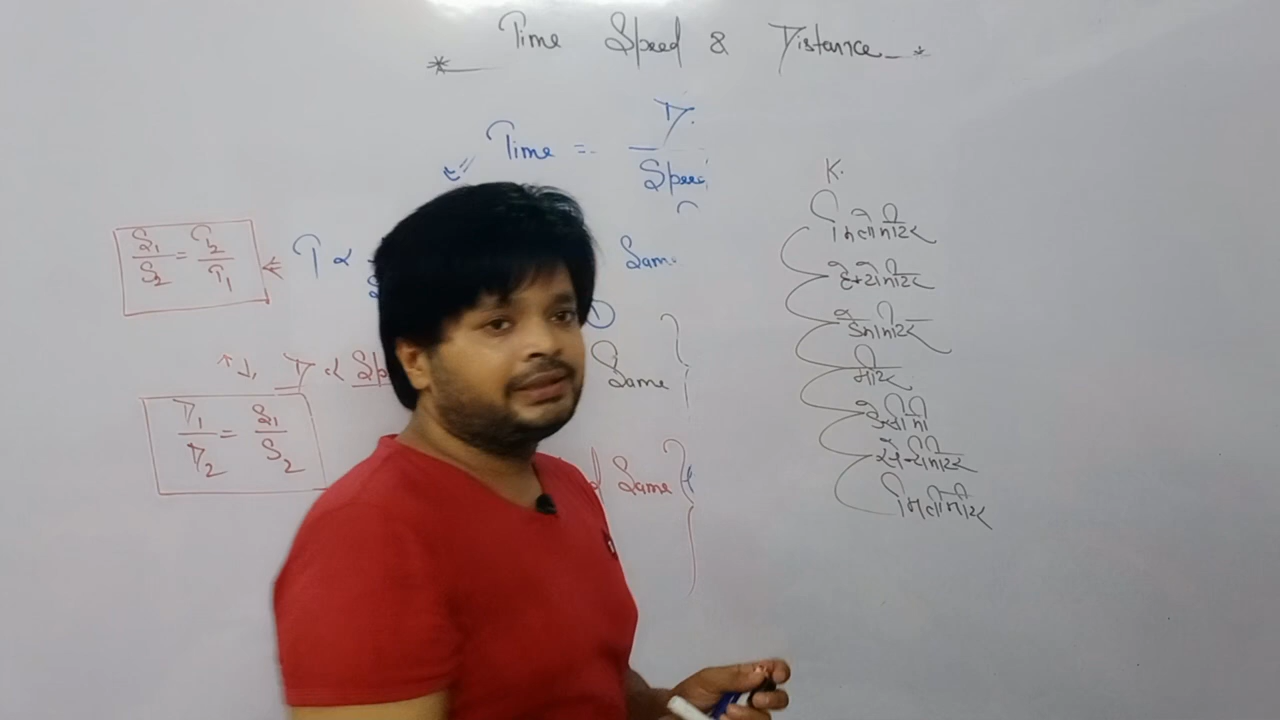 * Time Speed & Distance *
Time = D.
Speed
S1/S2 = T2/T1 ⇐ T ∝
Same
↑↓, D ∝ Sp
Same }
D1/D2 = S1/S2
Same }
K.
किलोमीटर
हेक्टोमीटर
डेकामीटर
मीटर
डेसीमी
सेन्टीमीटर
मिलीमीटर